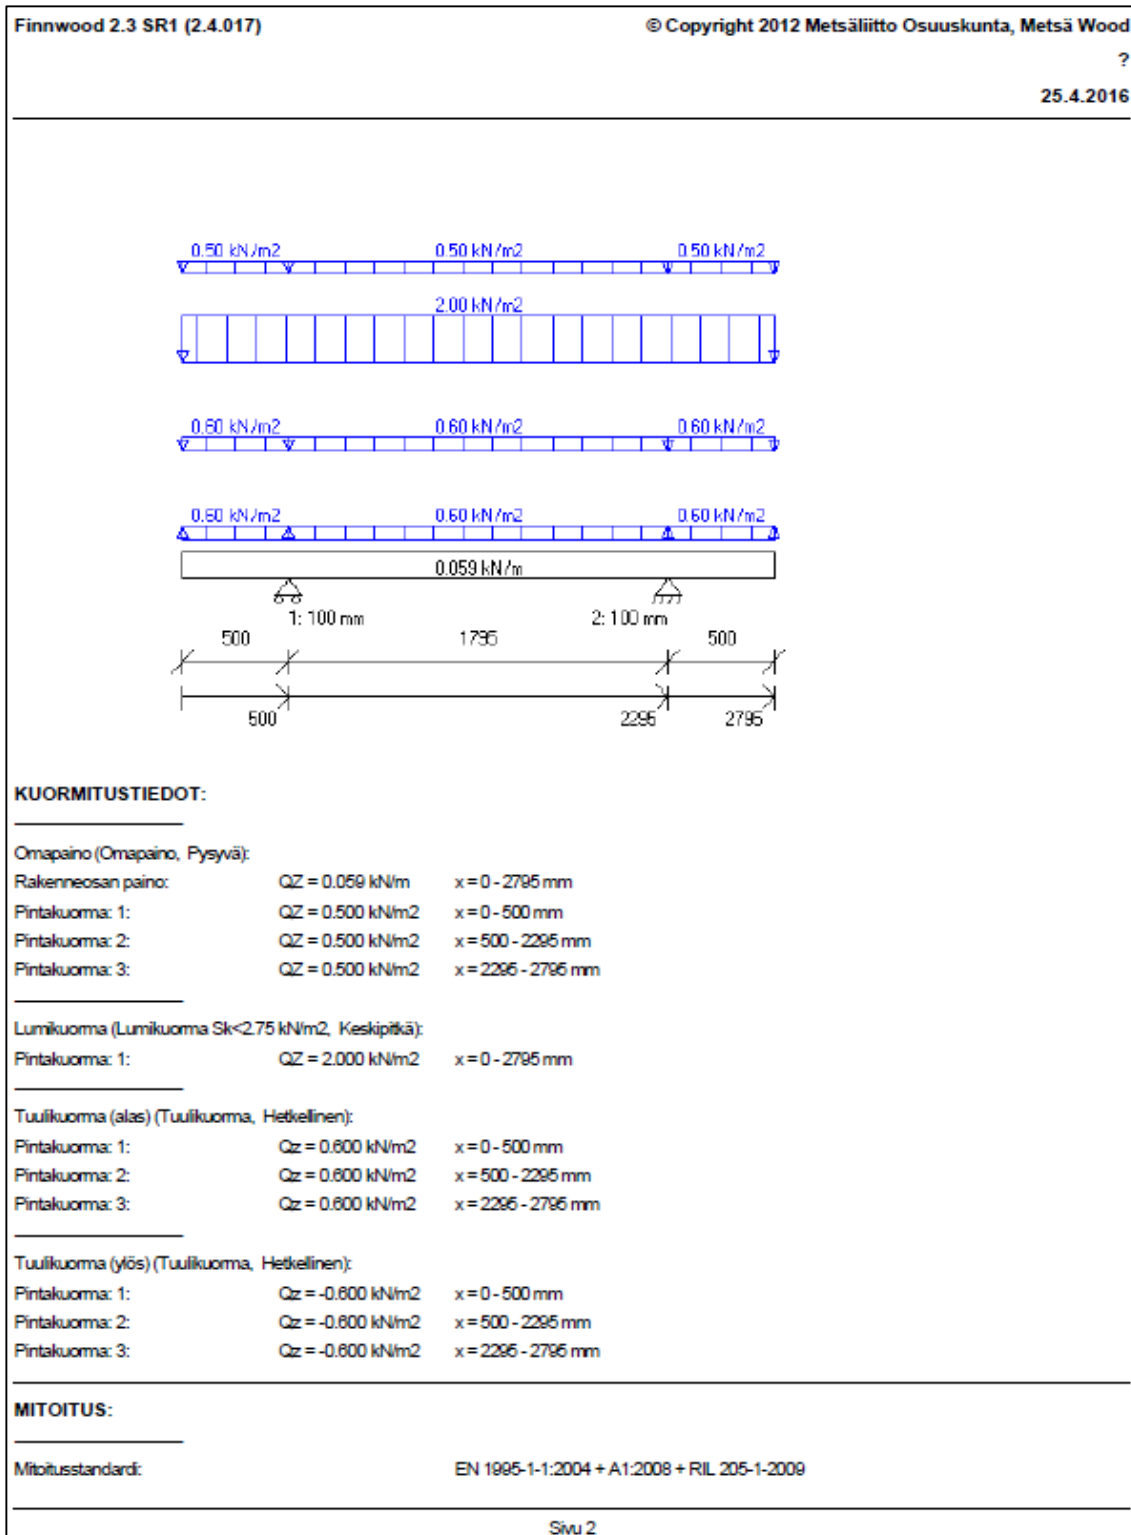 Finnwood 2.3 SR1 (2.4.017) © Copyright 2012 Metsäliitto Osuuskunta, Metsä Wood
?
25.4.2016
0.50 kN/m2 0.50 kN/m2 0.50 kN/m2
2.00 kN/m2
0.60 kN/m2 0.60 kN/m2 0.60 kN/m2
0.60 kN/m2 0.60 kN/m2 0.60 kN/m2
0.059 kN/m
1: 100 mm 2: 100 mm
500 1795 500
500 2295 2795
KUORMITUSTIEDOT:
Omapaino (Omapaino, Pysyvä):
Rakenneosan paino: QZ = 0.059 kN/m x = 0 - 2795 mm
Pintakuorma: 1: QZ = 0.500 kN/m2 x = 0 - 500 mm
Pintakuorma: 2: QZ = 0.500 kN/m2 x = 500 - 2295 mm
Pintakuorma: 3: QZ = 0.500 kN/m2 x = 2295 - 2795 mm
Lumikuorma (Lumikuorma Sk<2.75 kN/m2, Keskipitkä):
Pintakuorma: 1: QZ = 2.000 kN/m2 x = 0 - 2795 mm
Tuulikuorma (alas) (Tuulikuorma, Hetkellinen):
Pintakuorma: 1: Qz = 0.600 kN/m2 x = 0 - 500 mm
Pintakuorma: 2: Qz = 0.600 kN/m2 x = 500 - 2295 mm
Pintakuorma: 3: Qz = 0.600 kN/m2 x = 2295 - 2795 mm
Tuulikuorma (ylös) (Tuulikuorma, Hetkellinen):
Pintakuorma: 1: Qz = -0.600 kN/m2 x = 0 - 500 mm
Pintakuorma: 2: Qz = -0.600 kN/m2 x = 500 - 2295 mm
Pintakuorma: 3: Qz = -0.600 kN/m2 x = 2295 - 2795 mm
MITOITUS:
Mitoitusstandardi: EN 1995-1-1:2004 + A1:2008 + RIL 205-1-2009
Sivu 2